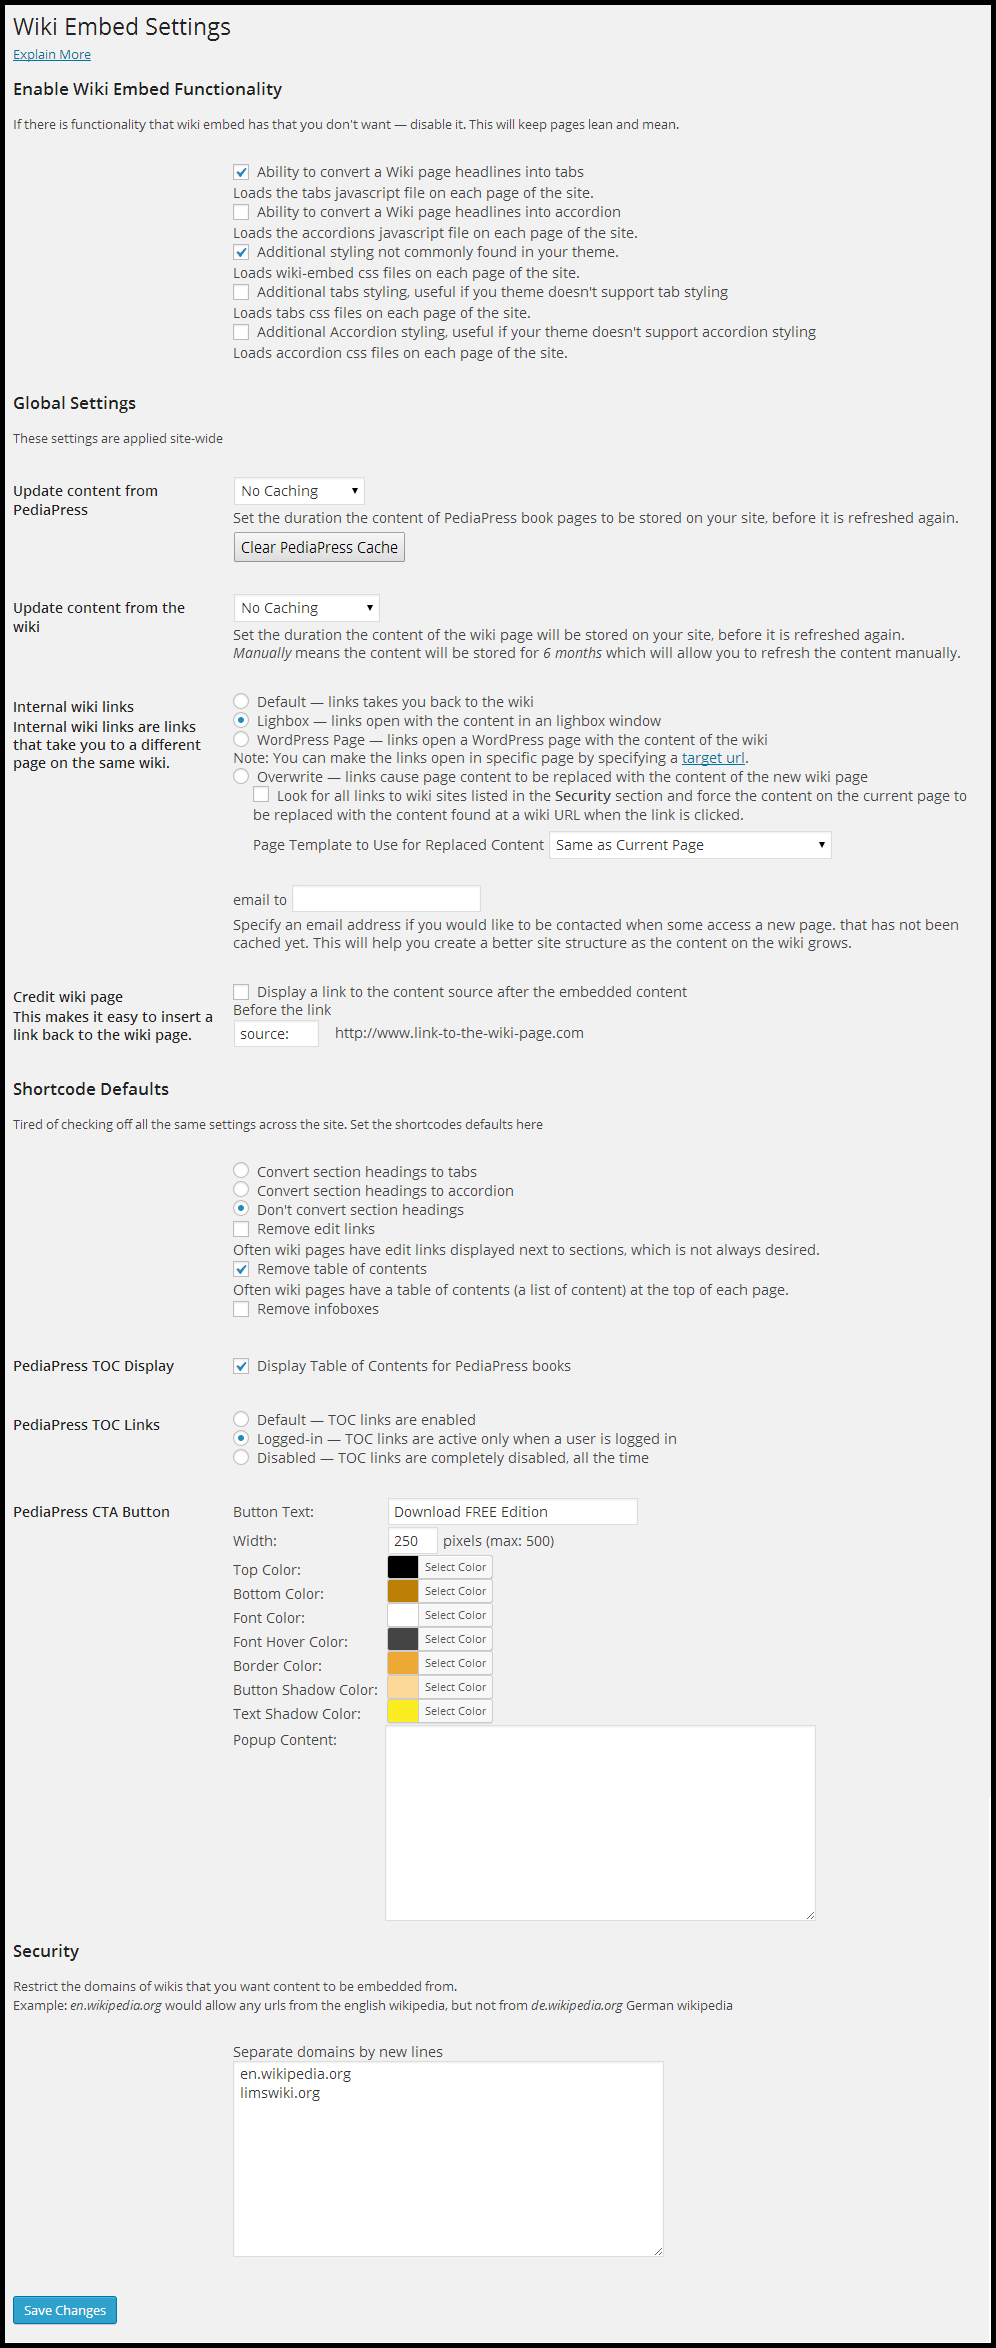 Wiki Embed Settings
Explain More
Enable Wiki Embed Functionality
If there is functionality that wiki embed has that you don't want — disable it. This will keep pages lean and mean.
Ability to convert a Wiki page headlines into tabs
Loads the tabs javascript file on each page of the site.
Ability to convert a Wiki page headlines into accordion
Loads the accordions javascript file on each page of the site.
Additional styling not commonly found in your theme.
Loads wiki-embed css files on each page of the site.
Additional tabs styling, useful if you theme doesn't support tab styling
Loads tabs css files on each page of the site.
Additional Accordion styling, useful if your theme doesn't support accordion styling
Loads accordion css files on each page of the site.
Global Settings
These settings are applied site-wide
Update content from
PediaPress
No Caching
Set the duration the content of PediaPress book pages to be stored on your site, before it is refreshed again.
Clear PediaPress Cache
Update content from the
wiki
No Caching
Set the duration the content of the wiki page will be stored on your site, before it is refreshed again.
Manually means the content will be stored for 6 months which will allow you to refresh the content manually.
Internal wiki links
Internal wiki links are links
that take you to a different
page on the same wiki.
Default — links takes you back to the wiki
Lighbox — links open with the content in an lighbox window
WordPress Page — links open a WordPress page with the content of the wiki
Note: You can make the links open in specific page by specifying a target url.
Overwrite — links cause page content to be replaced with the content of the new wiki page
Look for all links to wiki sites listed in the Security section and force the content on the current page to
be replaced with the content found at a wiki URL when the link is clicked.
Page Template to Use for Replaced Content Same as Current Page
email to
Specify an email address if you would like to be contacted when some access a new page. that has not been
cached yet. This will help you create a better site structure as the content on the wiki grows.
Credit wiki page
This makes it easy to insert a
link back to the wiki page.
Display a link to the content source after the embedded content
Before the link
source: http://www.link-to-the-wiki-page.com
Shortcode Defaults
Tired of checking off all the same settings across the site. Set the shortcodes defaults here
Convert section headings to tabs
Convert section headings to accordion
Don't convert section headings
Remove edit links
Often wiki pages have edit links displayed next to sections, which is not always desired.
Remove table of contents
Often wiki pages have a table of contents (a list of content) at the top of each page.
Remove infoboxes
PediaPress TOC Display
Display Table of Contents for PediaPress books
PediaPress TOC Links
Default — TOC links are enabled
Logged-in — TOC links are active only when a user is logged in
Disabled — TOC links are completely disabled, all the time
PediaPress CTA Button
Button Text: Download FREE Edition
Width: 250 pixels (max: 500)
Top Color: Select Color
Bottom Color: Select Color
Font Color: Select Color
Font Hover Color: Select Color
Border Color: Select Color
Button Shadow Color: Select Color
Text Shadow Color: Select Color
Popup Content:
Security
Restrict the domains of wikis that you want content to be embedded from.
Example: en.wikipedia.org would allow any urls from the english wikipedia, but not from de.wikipedia.org German wikipedia
Separate domains by new lines
en.wikipedia.org
limswiki.org
Save Changes